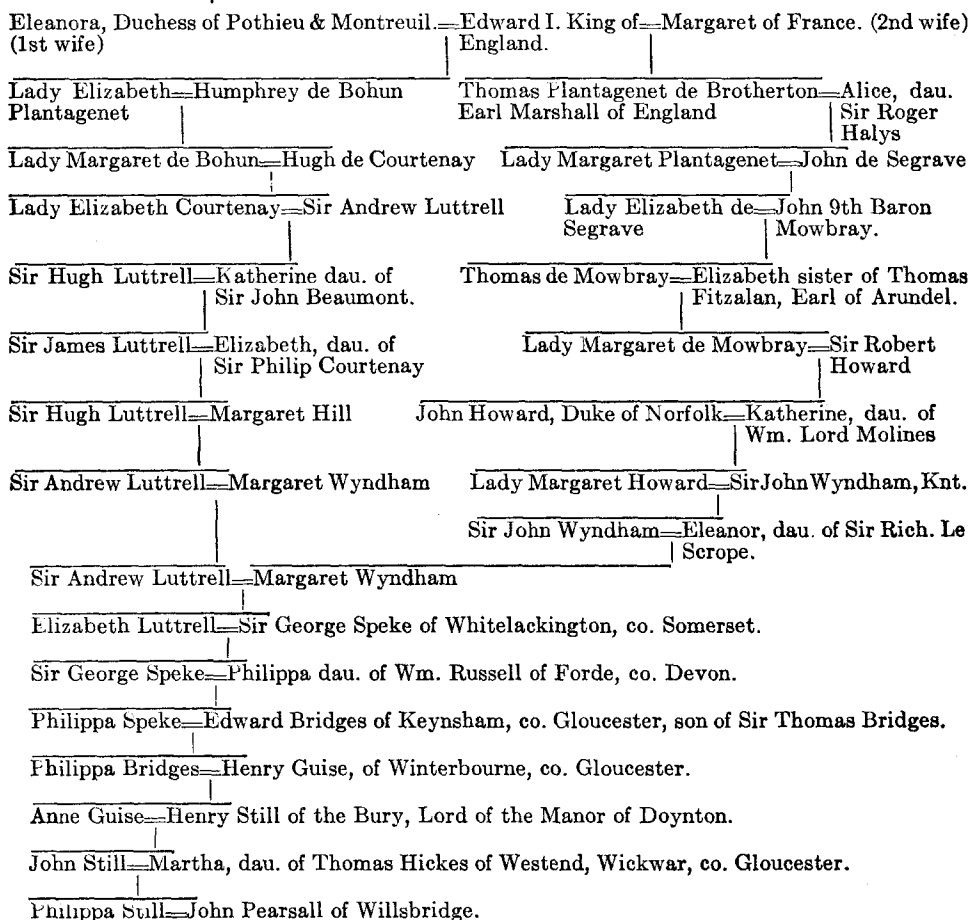 Eleanora, Duchess of Pothieu & Montreuil.=Edward I. King of=Margaret of France. (2nd wife)
(1st wife) England.
Lady Elizabeth=Humphrey de Bohun Thomas Plantagenet de Brotherton=Alice, dau.
Plantagenet Earl Marshall of England Sir Roger
Halys
Lady Margaret de Bohun=Hugh de Courtenay Lady Margaret Plantagenet=John de Segrave
Lady Elizabeth Courtenay=Sir Andrew Luttrell Lady Elizabeth de=John 9th Baron
Segrave Mowbray.
Sir Hugh Luttrell=Katherine dau. of Thomas de Mowbray=Elizabeth sister of Thomas
Sir John Beaumont. Fitzalan, Earl of Arundel.
Sir James Luttrell=Elizabeth, dau. of Lady Margaret de Mowbray=Sir Robert
Sir Philip Courtenay Howard
Sir Hugh Luttrell=Margaret Hill John Howard, Duke of Norfolk=Katherine, dau. of
Wm. Lord Molines
Sir Andrew Luttrell=Margaret Wyndham Lady Margaret Howard=Sir John Wyndham, Knt.
Sir John Wyndham=Eleanor, dau. of Sir Rich. Le
Scrope.
Sir Andrew Luttrell=Margaret Wyndham
Elizabeth Luttrell=Sir George Speke of Whitelackington, co. Somerset.
Sir George Speke=Philippa dau. of Wm. Russell of Forde, co. Devon.
Philippa Speke=Edward Bridges of Keynsham, co. Gloucester, son of Sir Thomas Bridges.
Philippa Bridges=Henry Guise, of Winterbourne, co. Gloucester.
Anne Guise=Henry Still of the Bury, Lord of the Manor of Doynton.
John Still=Martha, dau. of Thomas Hickes of Westend, Wickwar, co. Gloucester.
Philippa Still=John Pearsall of Willsbridge.